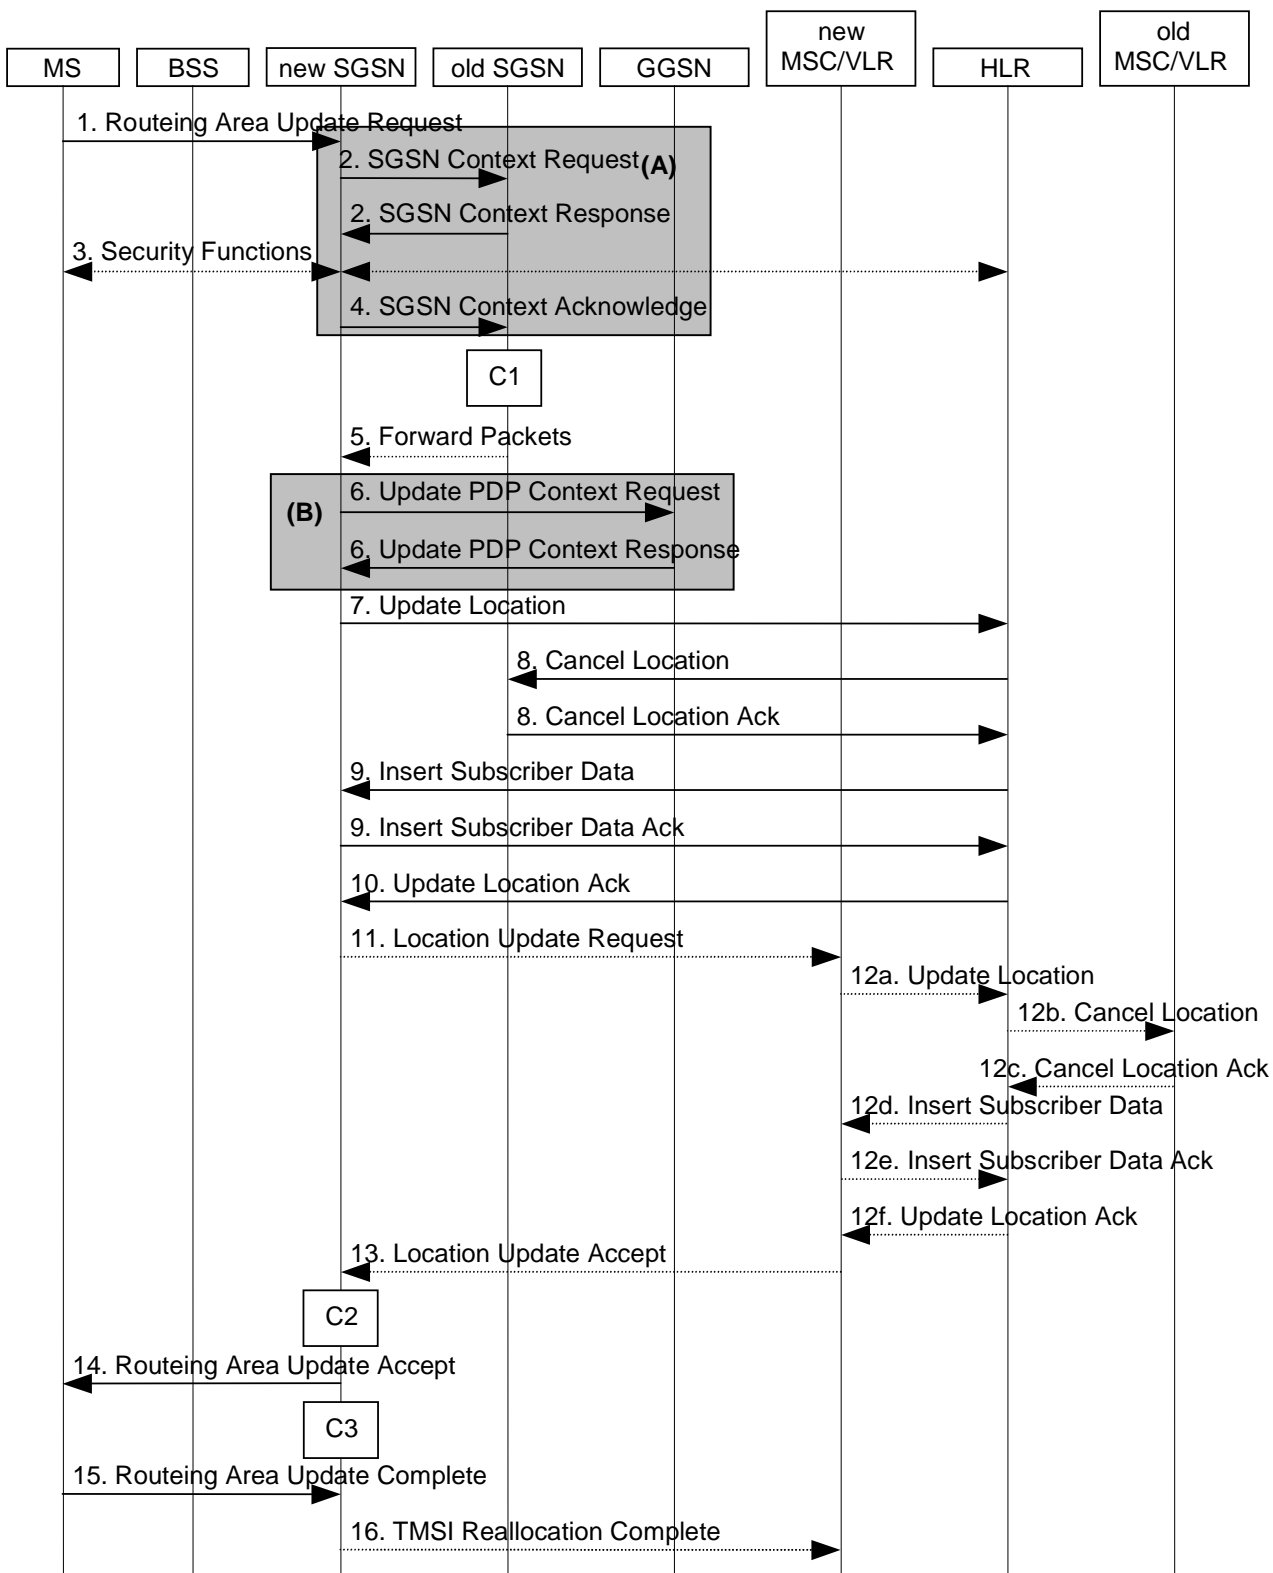 new
MSC/VLR
old
MSC/VLR
MS
BSS
new SGSN
old SGSN
GGSN
HLR
1. Routeing Area Update Request
2. SGSN Context Request
(A)
2. SGSN Context Response
3. Security Functions
4. SGSN Context Acknowledge
C1
5. Forward Packets
6. Update PDP Context Request
(B)
6. Update PDP Context Response
7. Update Location
8. Cancel Location
8. Cancel Location Ack
9. Insert Subscriber Data
9. Insert Subscriber Data Ack
10. Update Location Ack
11. Location Update Request
12a. Update Location
12b. Cancel Location
12c. Cancel Location Ack
12d. Insert Subscriber Data
12e. Insert Subscriber Data Ack
12f. Update Location Ack
13. Location Update Accept
C2
14. Routeing Area Update Accept
C3
15. Routeing Area Update Complete
16. TMSI Reallocation Complete